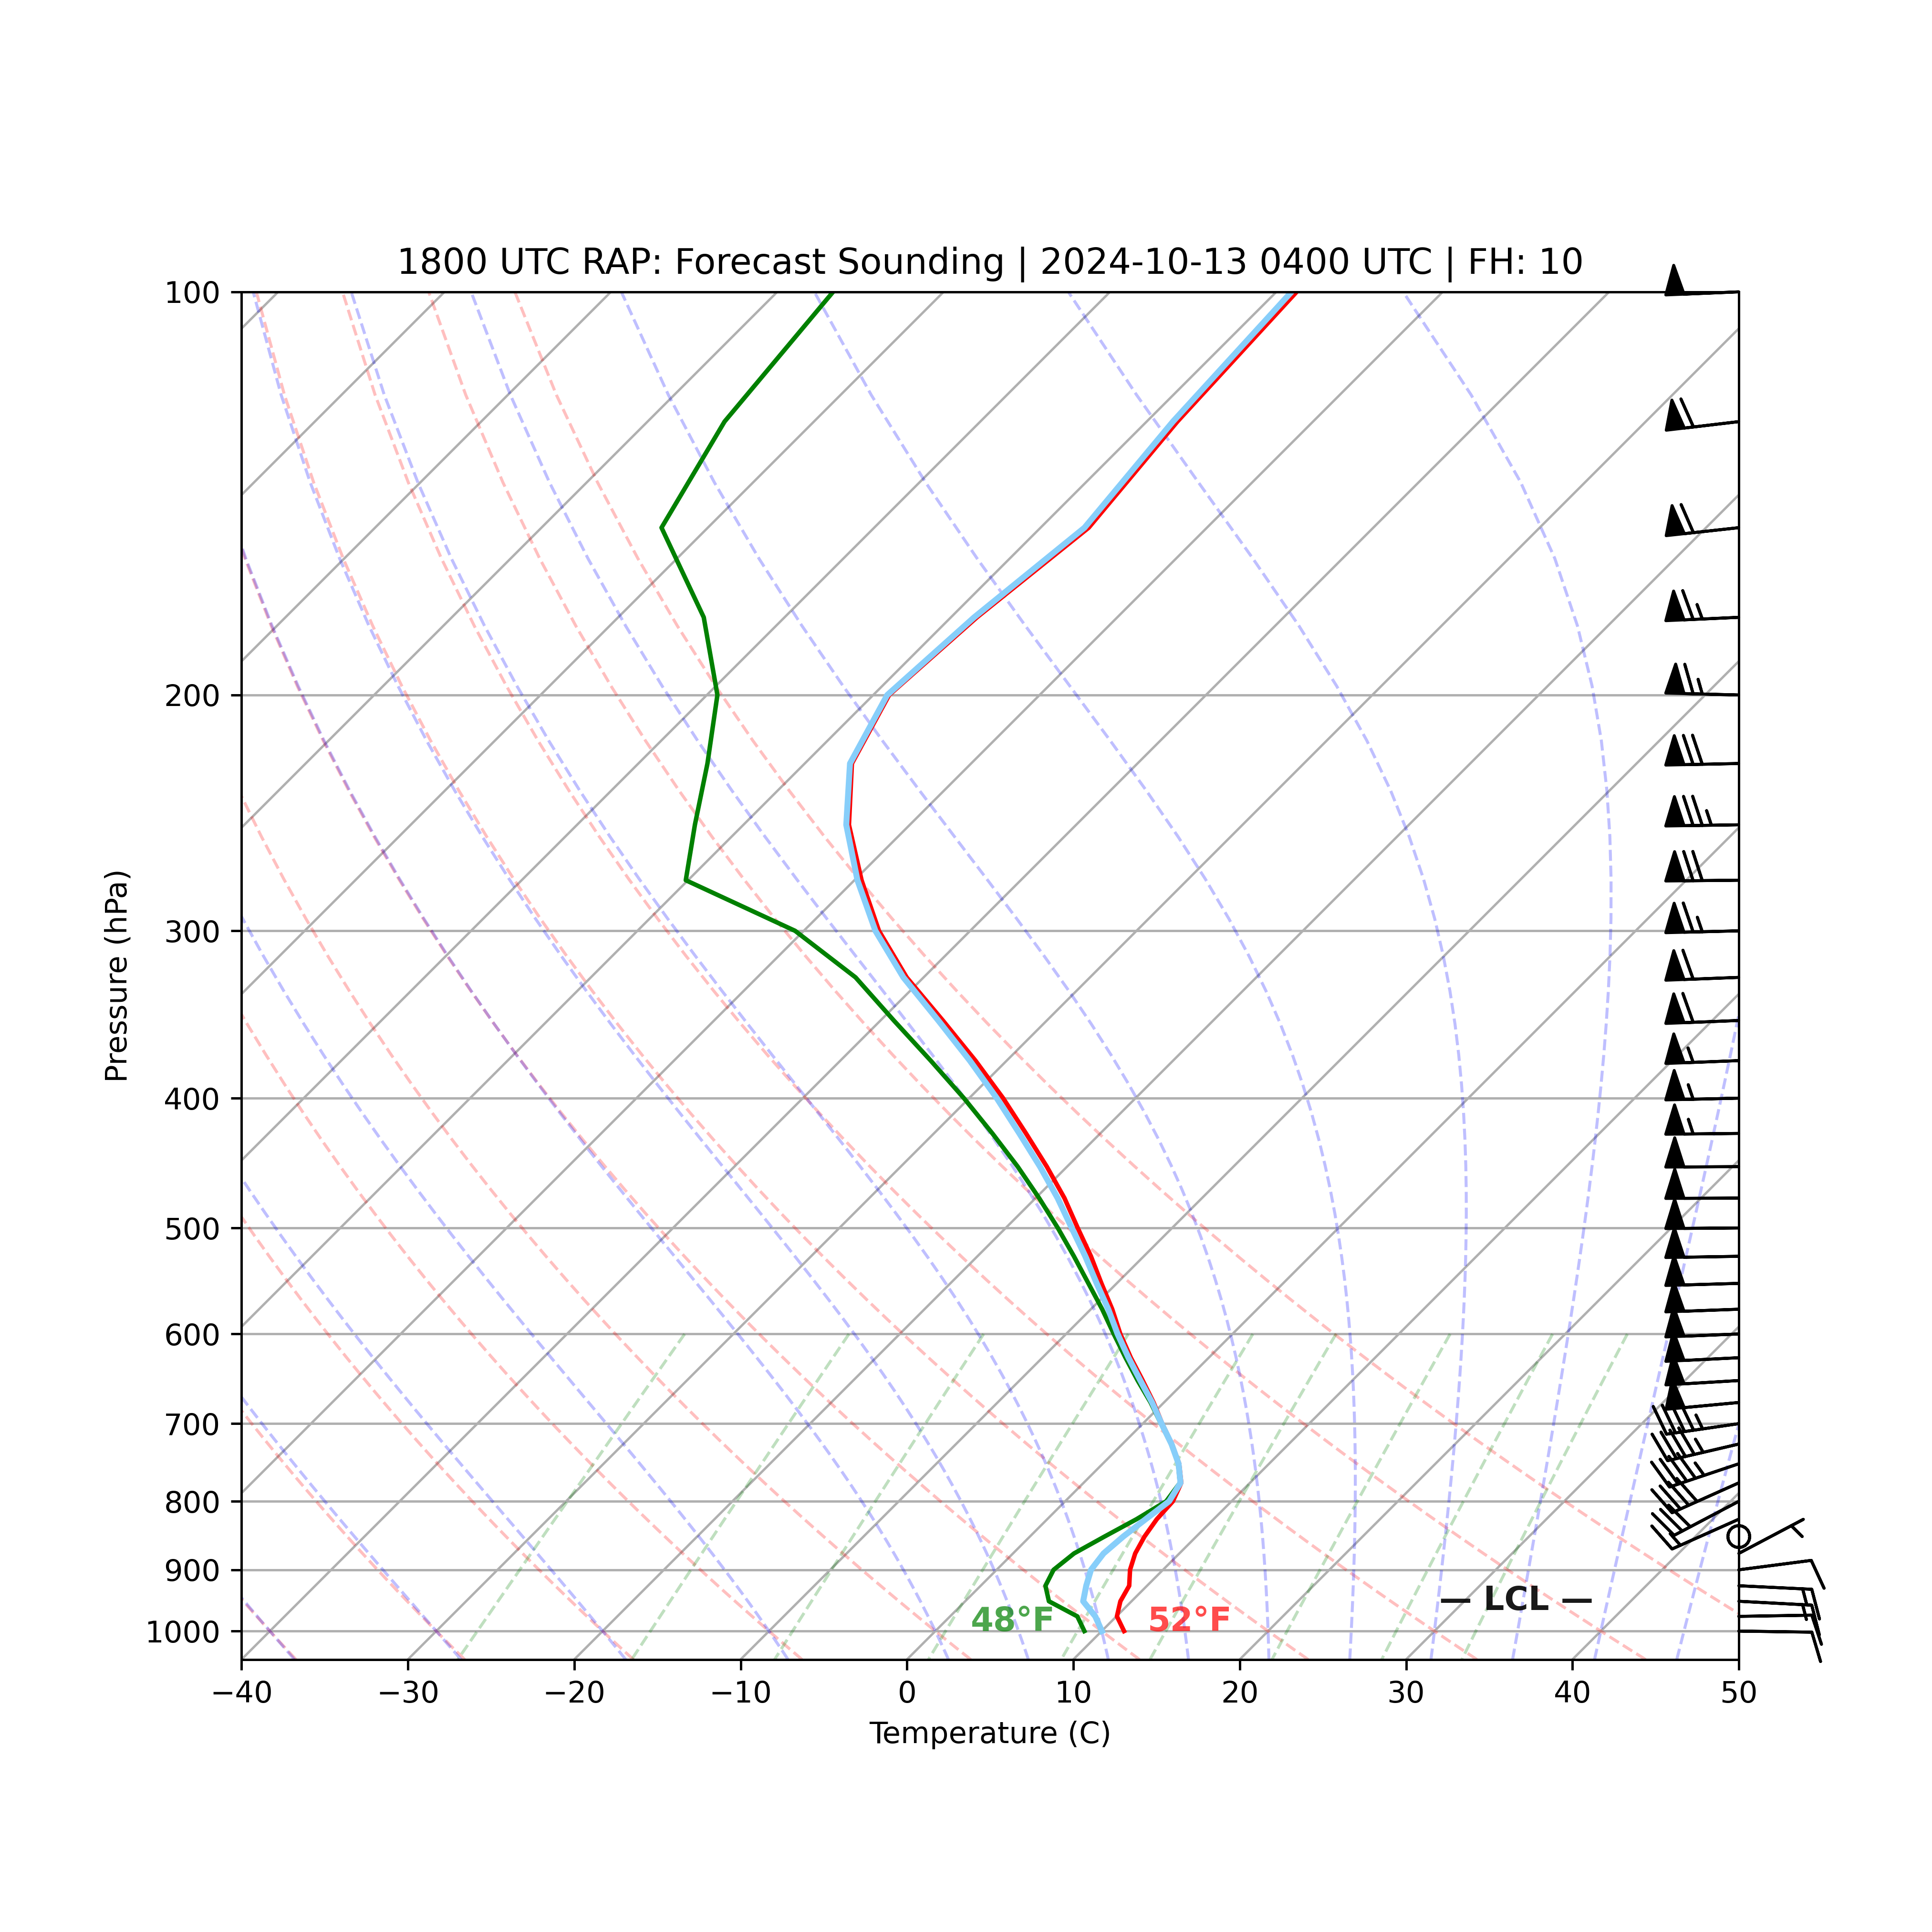 1800 UTC RAP: Forecast Sounding | 2024-10-13 0400 UTC | FH: 10
100
200
300
400
500
600
700
800
900
1000
Pressure (hPa)
— LCL —
48°F
52°F
−40 −30 −20 −10 0 10 20 30 40 50
Temperature (C)